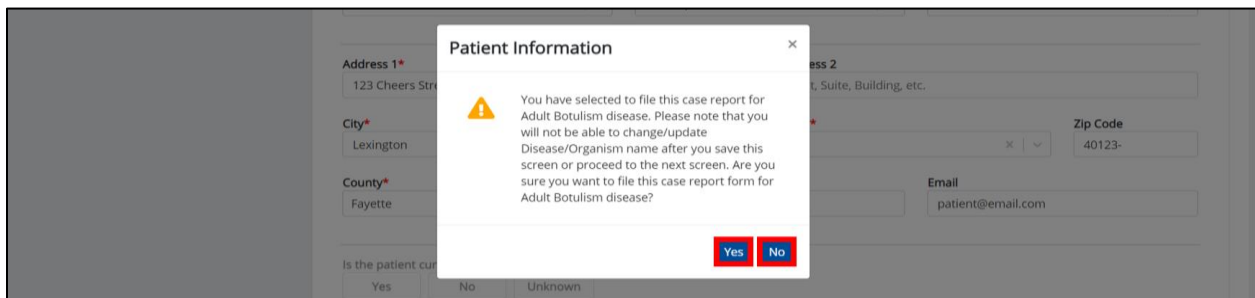 Patient Information ×
Address 1* ess 2
123 Cheers Stre t, Suite, Building, etc.
You have selected to file this case report for
Adult Botulism disease. Please note that you
will not be able to change/update
Disease/Organism name after you save this
screen or proceed to the next screen. Are you
sure you want to file this case report form for
Adult Botulism disease?
City* * Zip Code
Lexington 40123-
County* Email
Fayette patient@email.com
Yes No
Is the patient cur
Yes No Unknown